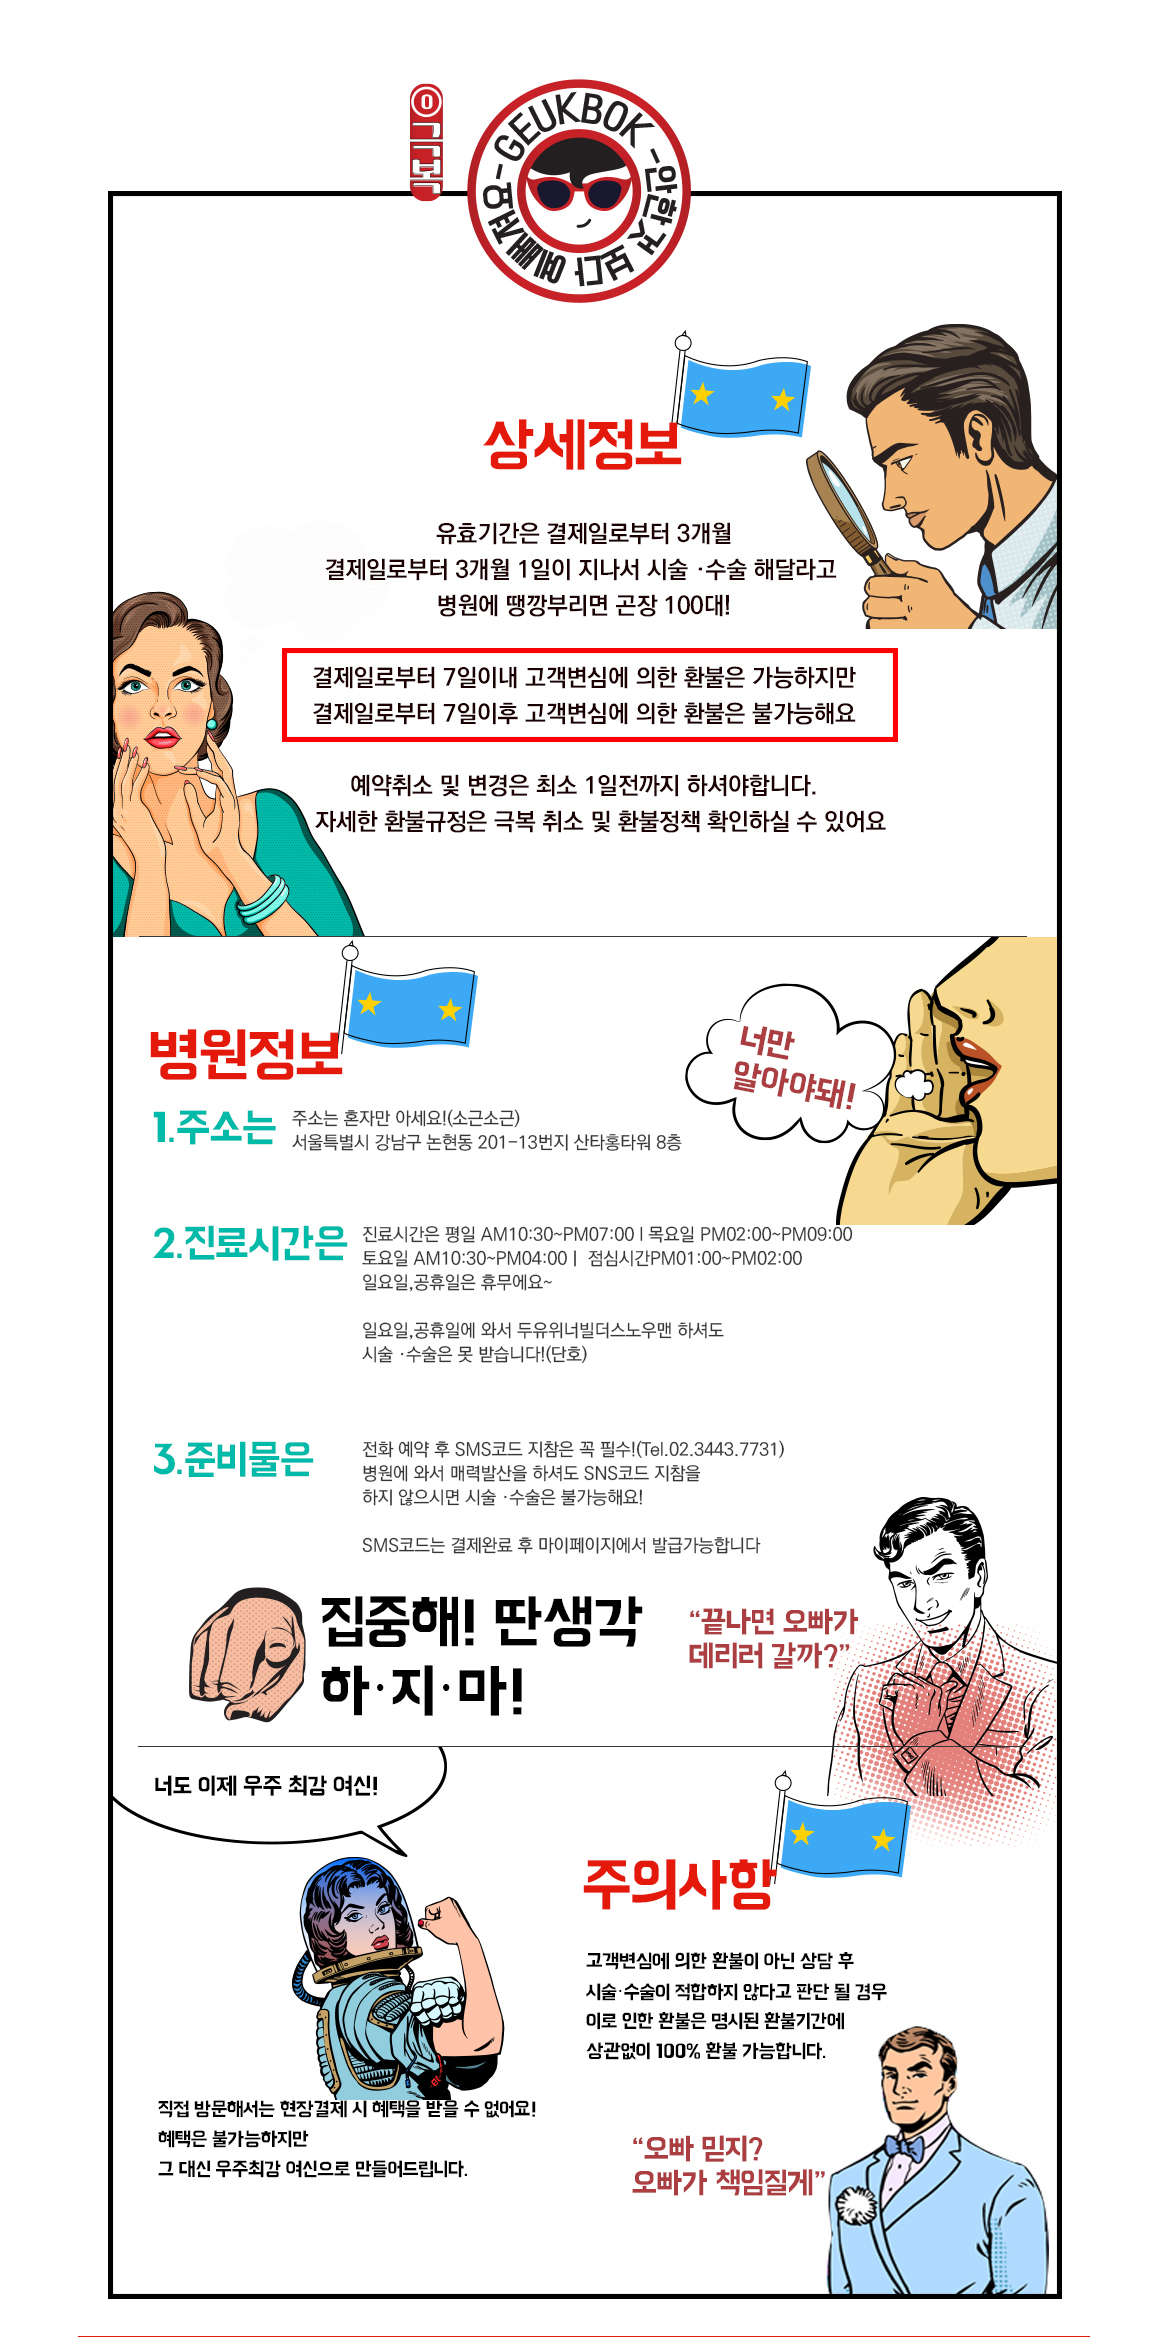 이그극복
-GEUKBOK-안한거 보다 예뻐져요
상세정보
유효기간은 결제일로부터 3개월
결제일로부터 3개월 1일이 지나서 시술 ·수술 해달라고
병원에 땡깡부리면 곤장 100대!
결제일로부터 7일이내 고객변심에 의한 환불은 가능하지만
결제일로부터 7일이후 고객변심에 의한 환불은 불가능해요
예약취소 및 변경은 최소 1일전까지 하셔야합니다.
자세한 환불규정은 극복 취소 및 환불정책 확인하실 수 있어요
병원정보
너만
알아야돼!
1.주소는
주소는 혼자만 아세요!(소근소근)
서울특별시 강남구 논현동 201-13번지 산타홍타워 8층
2.진료시간은
진료시간은 평일 AM10:30~PM07:00 l 목요일 PM02:00~PM09:00
토요일 AM10:30~PM04:00 | 점심시간PM01:00~PM02:00
일요일,공휴일은 휴무에요~
일요일,공휴일에 와서 두유위너빌더스노우맨 하셔도
시술 ·수술은 못 받습니다!(단호)
3.준비물은
전화 예약 후 SMS코드 지참은 꼭 필수!(Tel.02.3443.7731)
병원에 와서 매력발산을 하셔도 SNS코드 지참을
하지 않으시면 시술 ·수술은 불가능해요!
SMS코드는 결제완료 후 마이페이지에서 발급가능합니다
집중해! 딴생각
하·지·마!
“끝나면 오빠가
데리러 갈까?”
너도 이제 우주 최강 여신!
주의사항
고객변심에 의한 환불이 아닌 상담 후
시술·수술이 적합하지 않다고 판단 될 경우
이로 인한 환불은 명시된 환불기간에
상관없이 100% 환불 가능합니다.
직접 방문해서는 현장결제 시 혜택을 받을 수 없어요!
혜택은 불가능하지만
그 대신 우주최강 여신으로 만들어드립니다.
“오빠 믿지?
오빠가 책임질게”